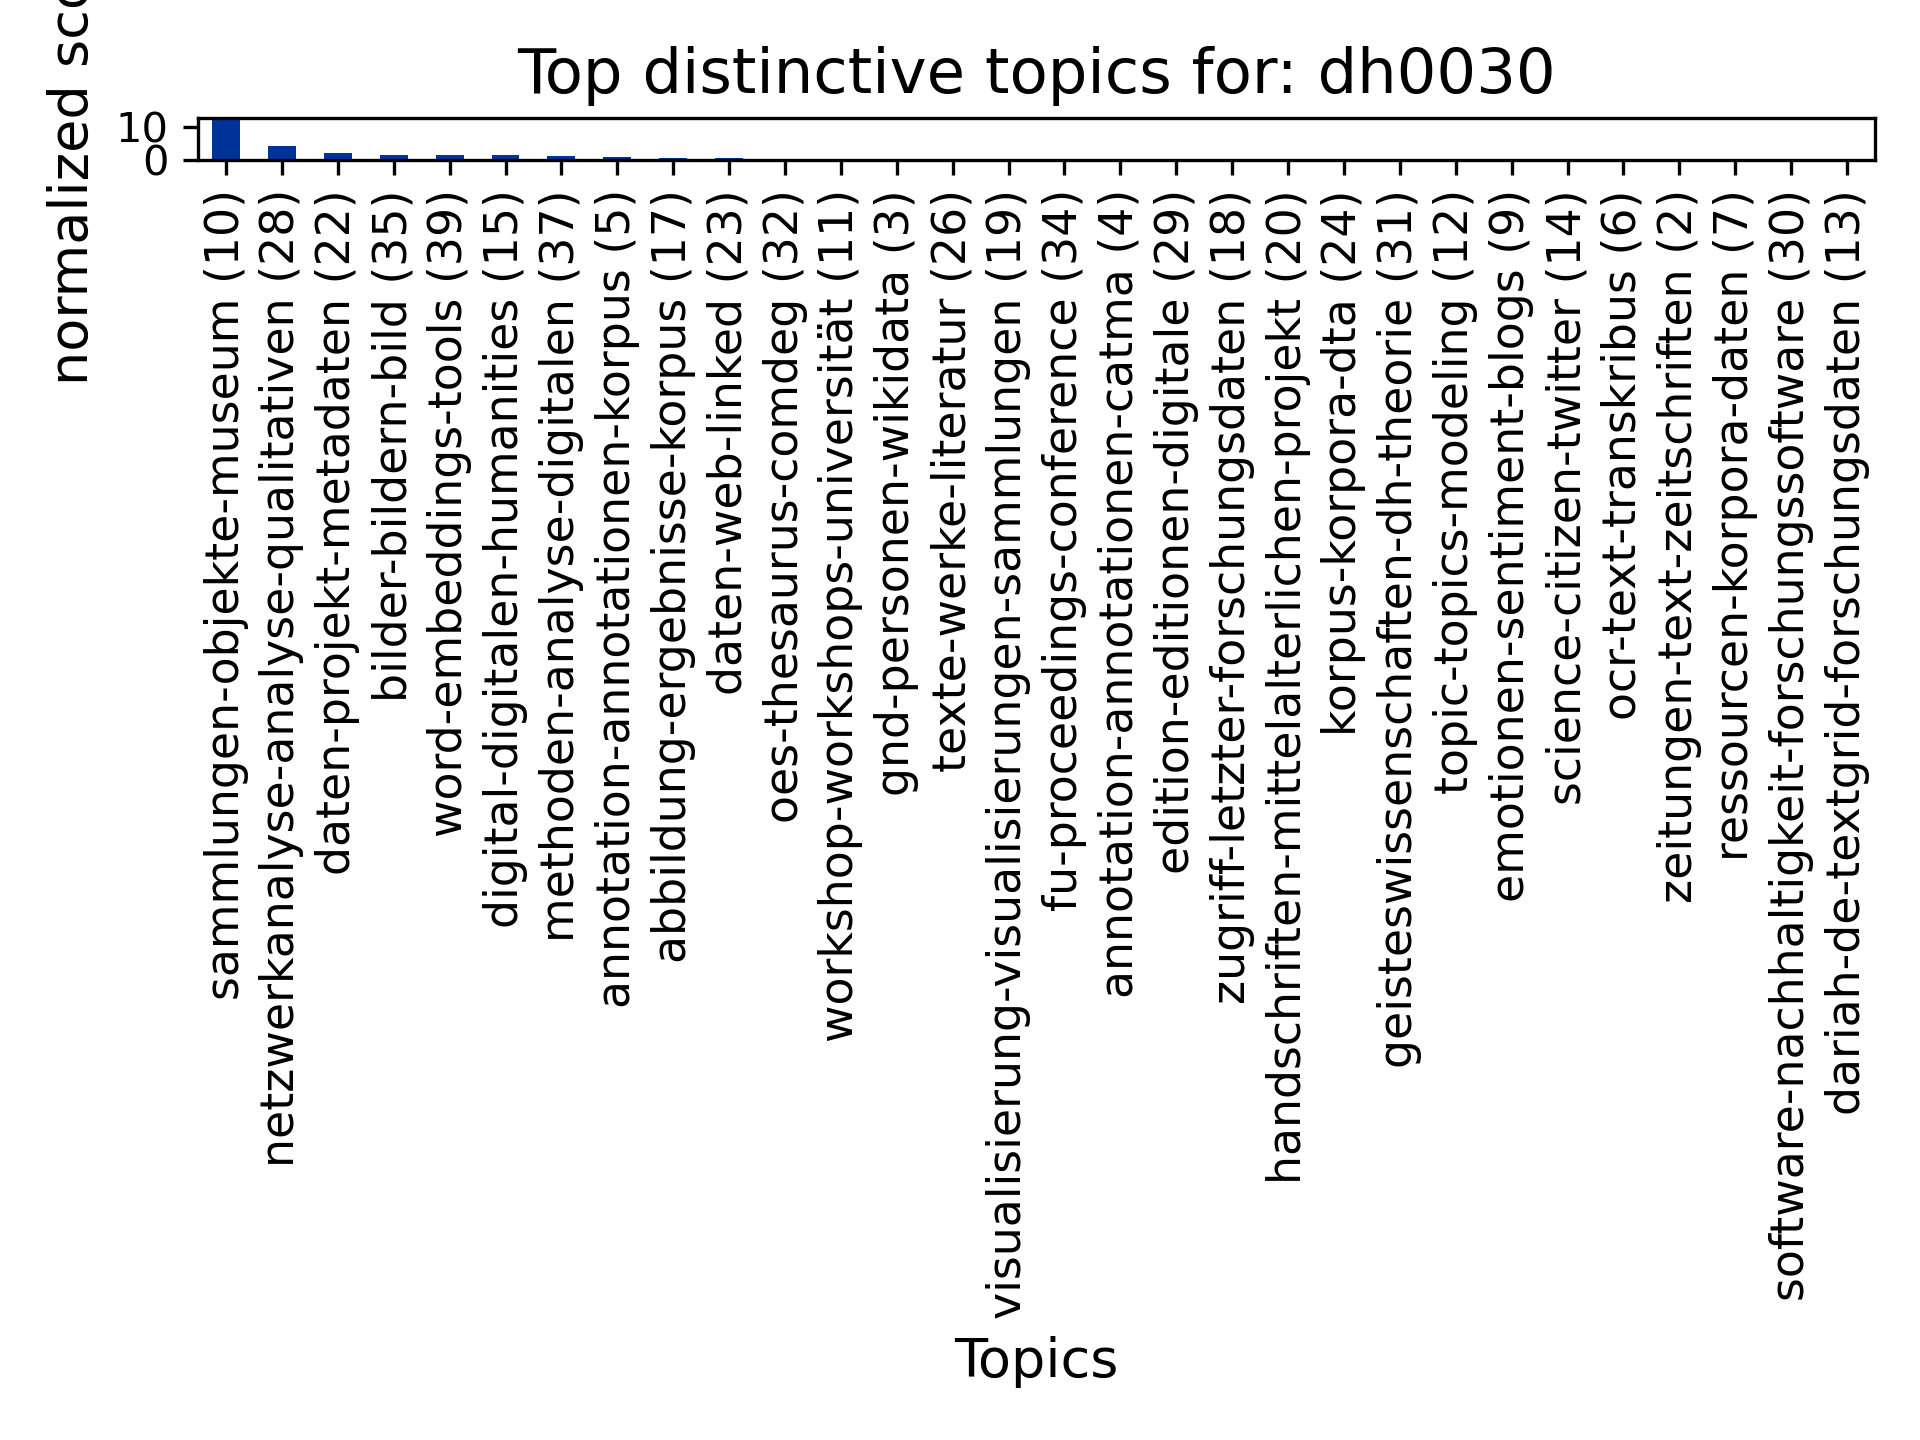 Top distinctive topics for: dh0030
normalized sco
10
0
sammlungen-objekte-museum (10)
netzwerkanalyse-analyse-qualitativen (28)
daten-projekt-metadaten (22)
bilder-bildern-bild (35)
word-embeddings-tools (39)
digital-digitalen-humanities (15)
methoden-analyse-digitalen (37)
annotation-annotationen-korpus (5)
abbildung-ergebnisse-korpus (17)
daten-web-linked (23)
oes-thesaurus-comdeg (32)
workshop-workshops-universität (11)
gnd-personen-wikidata (3)
texte-werke-literatur (26)
visualisierung-visualisierungen-sammlungen (19)
fu-proceedings-conference (34)
annotation-annotationen-catma (4)
edition-editionen-digitale (29)
zugriff-letzter-forschungsdaten (18)
handschriften-mittelalterlichen-projekt (20)
korpus-korpora-dta (24)
geisteswissenschaften-dh-theorie (31)
topic-topics-modeling (12)
emotionen-sentiment-blogs (9)
science-citizen-twitter (14)
ocr-text-transkribus (6)
zeitungen-text-zeitschriften (2)
ressourcen-korpora-daten (7)
software-nachhaltigkeit-forschungssoftware (30)
dariah-de-textgrid-forschungsdaten (13)
Topics